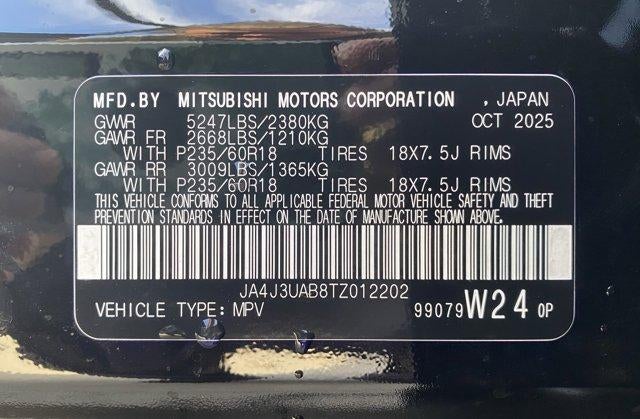 MFD.BY MITSUBISHI MOTORS CORPORATION , JAPAN
GVWR 5247LBS/2380KG OCT 2025
GAWR FR 2668LBS/1210KG
WITH P235/60R18 TIRES 18X7.5J RIMS
GAWR RR 3009LBS/1365KG
WITH P235/60R18 TIRES 18X7.5J RIMS
THIS VEHICLE CONFORMS TO ALL APPLICABLE FEDERAL MOTOR VEHICLE SAFETY AND THEFT
PREVENTION STANDARDS IN EFFECT ON THE DATE OF MANUFACTURE SHOWN ABOVE.
JA4J3UAB8TZ012202
VEHICLE TYPE: MPV 99079 W24 0P